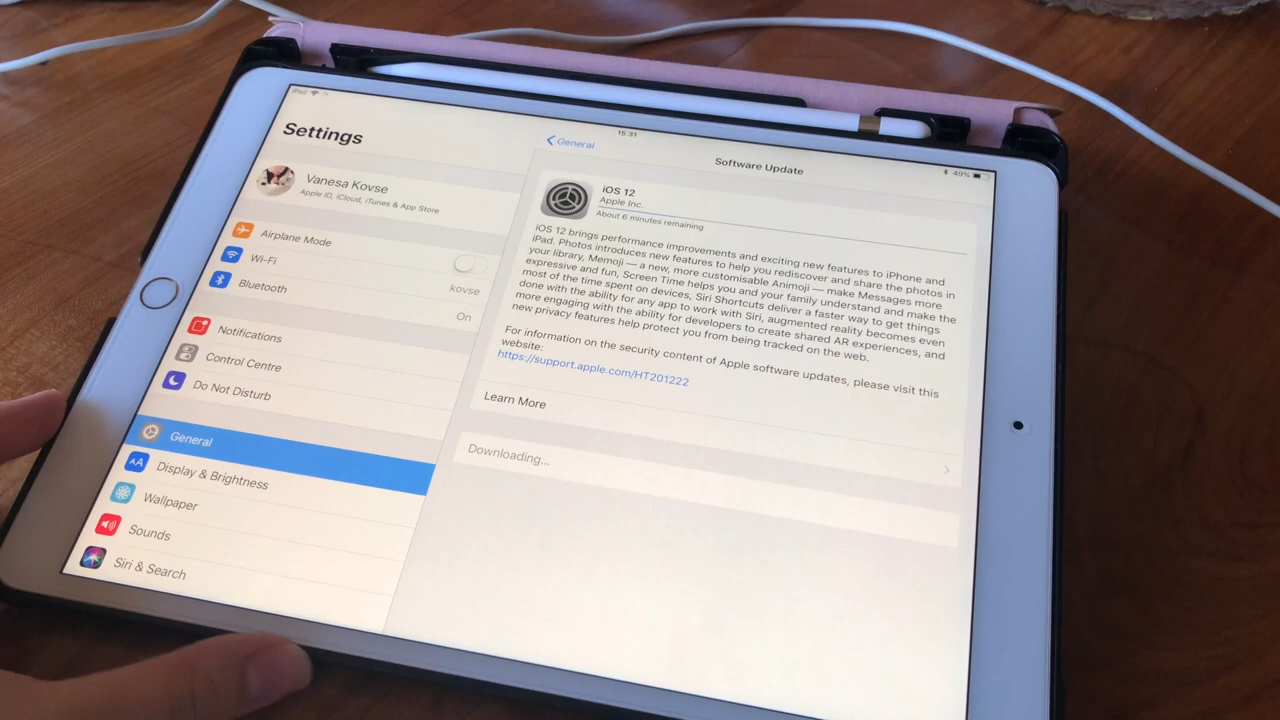 iPad
15:31
49%
Settings
Vanesa Kovse
Apple ID, iCloud, iTunes & App Store
Airplane Mode
Wi-Fi
kovse
Bluetooth
On
Notifications
Control Centre
Do Not Disturb
General
Display & Brightness
Wallpaper
Sounds
Siri & Search
General
Software Update
iOS 12
Apple Inc.
About 6 minutes remaining
iOS 12 brings performance improvements and exciting new features to iPhone and
iPad. Photos introduces new features to help you rediscover and share the photos in
your library, Memoji — a new, more customisable Animoji — make Messages more
expressive and fun, Screen Time helps you and your family understand and make the
most of the time spent on devices, Siri Shortcuts deliver a faster way to get things
done with the ability for any app to work with Siri, augmented reality becomes even
more engaging with the ability for developers to create shared AR experiences, and
new privacy features help protect you from being tracked on the web.
For information on the security content of Apple software updates, please visit this
website:
https://support.apple.com/HT201222
Learn More
Downloading...